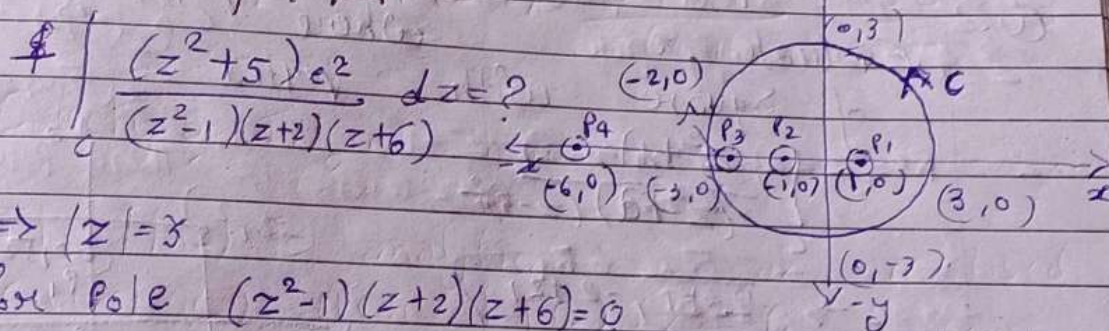 (0,3)
∮ (z²+5) e² / (z²-1)(z+2)(z+6) dz = ?
c
(-2,0)
C
P4 P3 P2 P1
(-6,0) (-3,0) (-1,0) (1,0) (3,0)
x
⇒ |z|=3
(0,-3)
Pole (z²-1)(z+2)(z+6)=0
-y